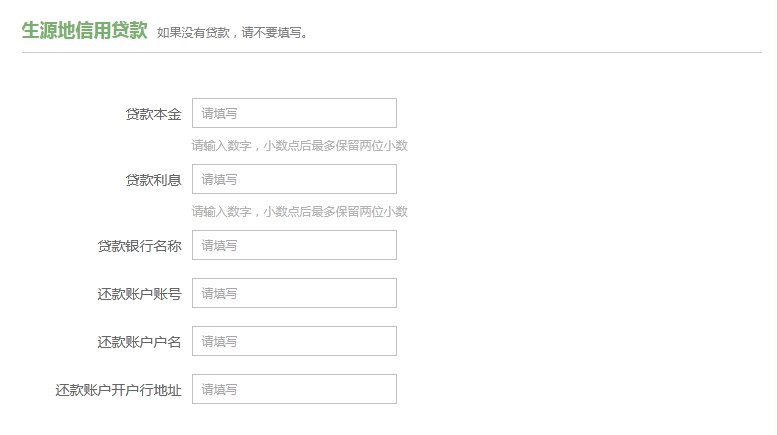 生源地信用贷款 如果没有贷款，请不要填写。
贷款本金 请填写
请输入数字，小数点后最多保留两位小数
贷款利息 请填写
请输入数字，小数点后最多保留两位小数
贷款银行名称 请填写
还款账户账号 请填写
还款账户户名 请填写
还款账户开户行地址 请填写